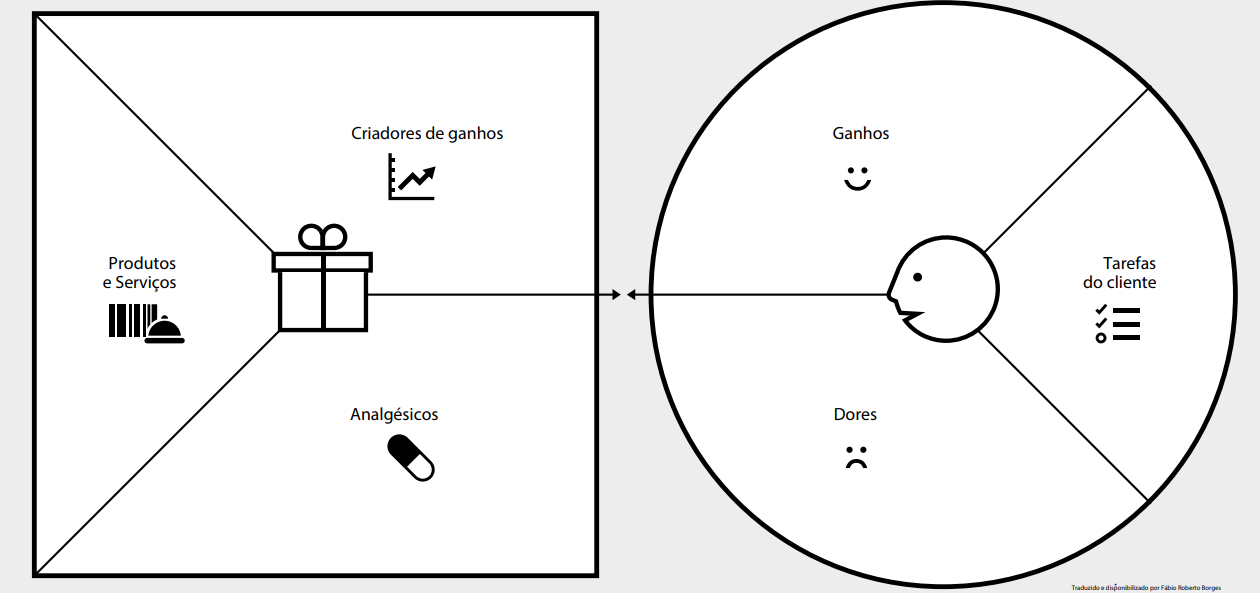 Criadores de ganhos
Produtos
e Serviços
Analgésicos
Ganhos
Tarefas
do cliente
Dores
Traduzido e disponibilizado por Fábio Roberto Borges